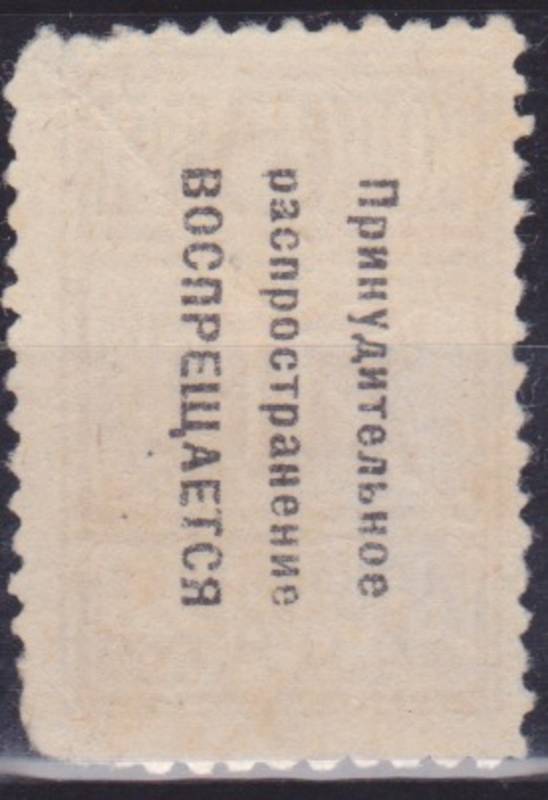 Принудительное
распространение
ВОСПРЕЩАЕТСЯ